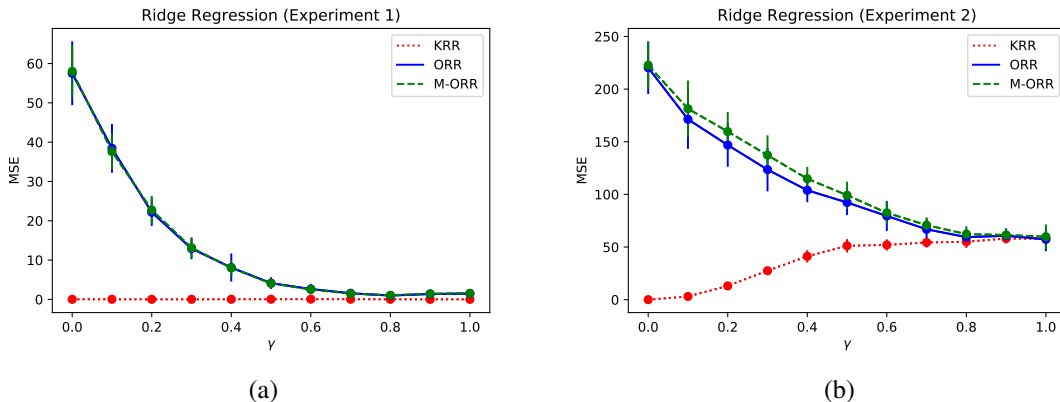 Ridge Regression (Experiment 1)
KRR
ORR
M-ORR
MSE
60
50
40
30
20
10
0
0.0 0.2 0.4 0.6 0.8 1.0
γ
(a)
Ridge Regression (Experiment 2)
KRR
ORR
M-ORR
MSE
250
200
150
100
50
0
0.0 0.2 0.4 0.6 0.8 1.0
γ
(b)